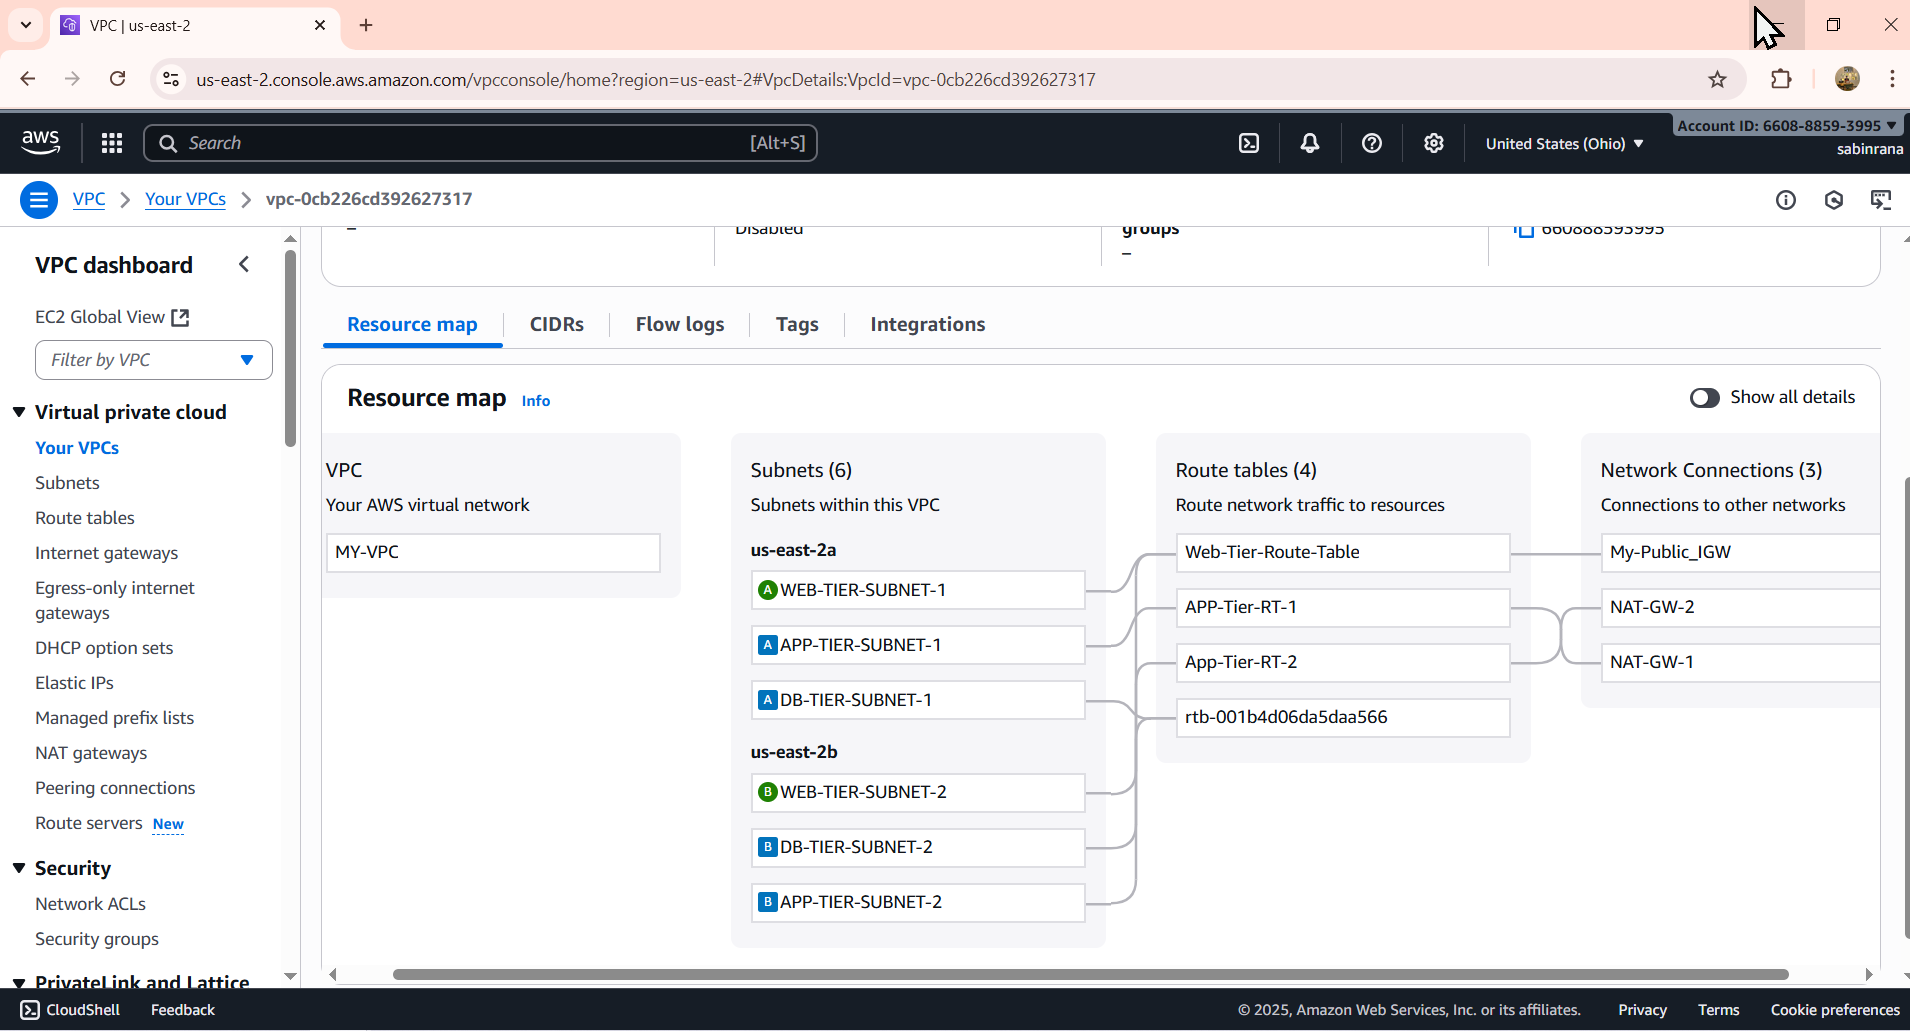 VPC | us-east-2
us-east-2.console.aws.amazon.com/vpcconsole/home?region=us-east-2#VpcDetails:VpcId=vpc-0cb226cd392627317
aws
Search
[Alt+S]
United States (Ohio)
Account ID: 6608-8859-3995
sabinrana
VPC
Your VPCs
vpc-0cb226cd392627317
VPC dashboard
EC2 Global View
Filter by VPC
Virtual private cloud
Your VPCs
Subnets
Route tables
Internet gateways
Egress-only internet
gateways
DHCP option sets
Elastic IPs
Managed prefix lists
NAT gateways
Peering connections
Route servers New
Security
Network ACLs
Security groups
PrivateLink and Lattice
–
Disabled
groups
–
660888593995
Resource map
CIDRs
Flow logs
Tags
Integrations
Resource map Info
Show all details
VPC
Your AWS virtual network
MY-VPC
Subnets (6)
Subnets within this VPC
us-east-2a
A WEB-TIER-SUBNET-1
A APP-TIER-SUBNET-1
A DB-TIER-SUBNET-1
us-east-2b
B WEB-TIER-SUBNET-2
B DB-TIER-SUBNET-2
B APP-TIER-SUBNET-2
Route tables (4)
Route network traffic to resources
Web-Tier-Route-Table
APP-Tier-RT-1
App-Tier-RT-2
rtb-001b4d06da5daa566
Network Connections (3)
Connections to other networks
My-Public_IGW
NAT-GW-2
NAT-GW-1
CloudShell
Feedback
© 2025, Amazon Web Services, Inc. or its affiliates.
Privacy
Terms
Cookie preferences